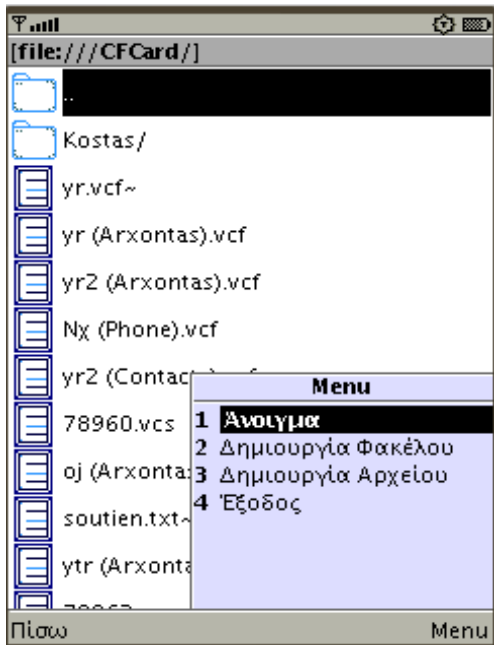 [file:///CFCard/]
..
Kostas/
yr.vcf~
yr (Arxontas).vcf
yr2 (Arxontas).vcf
Nχ (Phone).vcf
yr2 (Contac
78960.vcs
oj (Arxonta
soutien.txt~
ytr (Arxonta
Menu
1 Άνοιγμα
2 Δημιουργία Φακέλου
3 Δημιουργία Αρχείου
4 Έξοδος
Πίσω
Menu